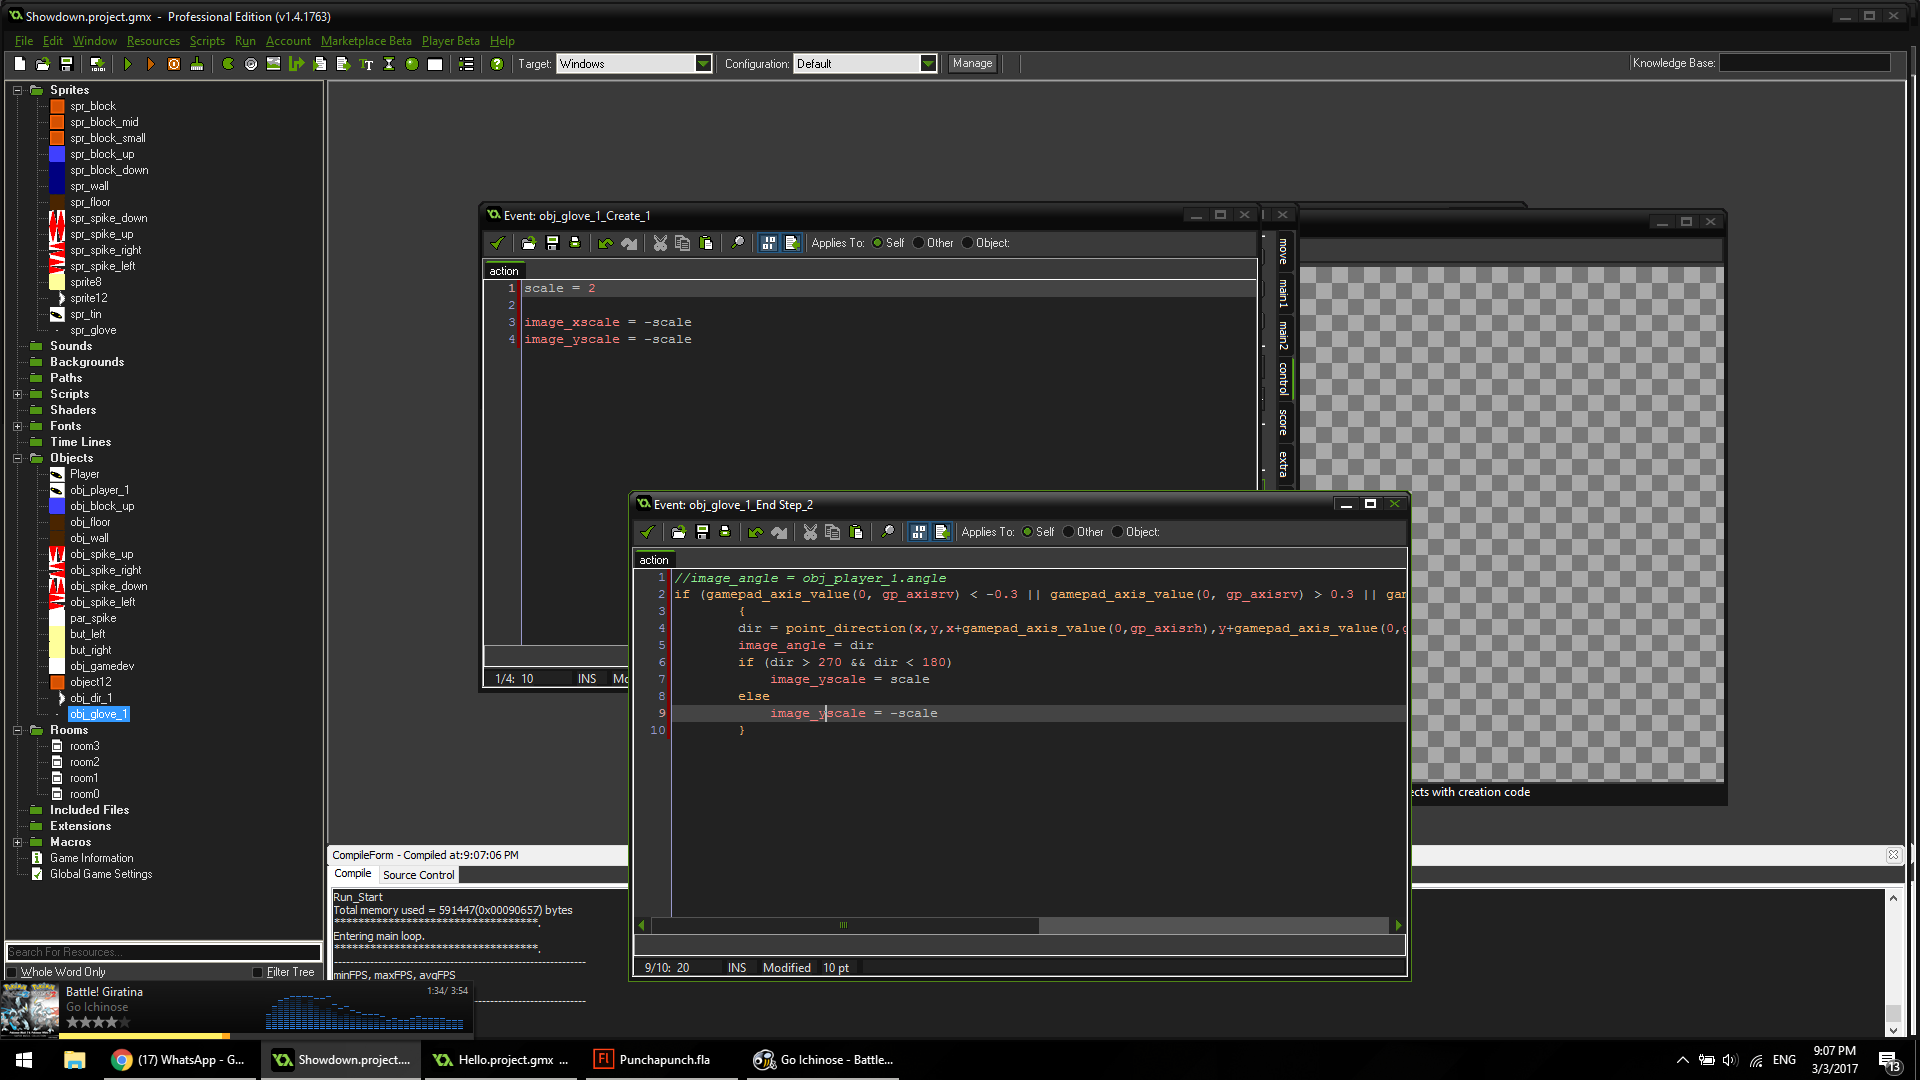 Showdown.project.gmx - Professional Edition (v1.4.1763)
File Edit Window Resources Scripts Run Account Marketplace Beta Player Beta Help
Target: Windows Configuration: Default Manage Knowledge Base:
Sprites
spr_block
spr_block_mid
spr_block_small
spr_block_up
spr_block_down
spr_wall
spr_floor
spr_spike_down
spr_spike_up
spr_spike_right
spr_spike_left
sprite8
sprite12
spr_tin
spr_glove
Sounds
Backgrounds
Paths
Scripts
Shaders
Fonts
Time Lines
Objects
Player
obj_player_1
obj_block_up
obj_floor
obj_wall
obj_spike_up
obj_spike_right
obj_spike_down
obj_spike_left
par_spike
but_left
but_right
obj_gamedev
object12
obj_dir_1
obj_glove_1
Rooms
room3
room2
room1
room0
Included Files
Extensions
Macros
Game Information
Global Game Settings
Search For Resources...
Whole Word Only Filter Tree
Event: obj_glove_1_Create_1
Applies To: Self Other Object:
action
1 scale = 2
2
3 image_xscale = -scale
4 image_yscale = -scale
1/4: 10 INS Mo
move
main1
main2
control
score
extra
ects with creation code
Event: obj_glove_1_End Step_2
Applies To: Self Other Object:
action
1 //image_angle = obj_player_1.angle
2 if (gamepad_axis_value(0, gp_axisrv) < -0.3 || gamepad_axis_value(0, gp_axisrv) > 0.3 || gam
3 {
4 dir = point_direction(x,y,x+gamepad_axis_value(0,gp_axisrh),y+gamepad_axis_value(0,g
5 image_angle = dir
6 if (dir > 270 && dir < 180)
7 image_yscale = scale
8 else
9 image_yscale = -scale
10 }
9/10: 20 INS Modified 10 pt
CompileForm - Compiled at:9:07:06 PM
Compile Source Control
Run_Start
Total memory used = 591447(0x00090657) bytes
***********************************.
Entering main loop.
***********************************.
minFPS, maxFPS, avgFPS
Battle! Giratina
Go Ichinose
1:34/ 3:54
(17) WhatsApp - G...
Showdown.project....
Hello.project.gmx ...
Punchapunch.fla
Go Ichinose - Battle...
ENG
9:07 PM
3/3/2017
13